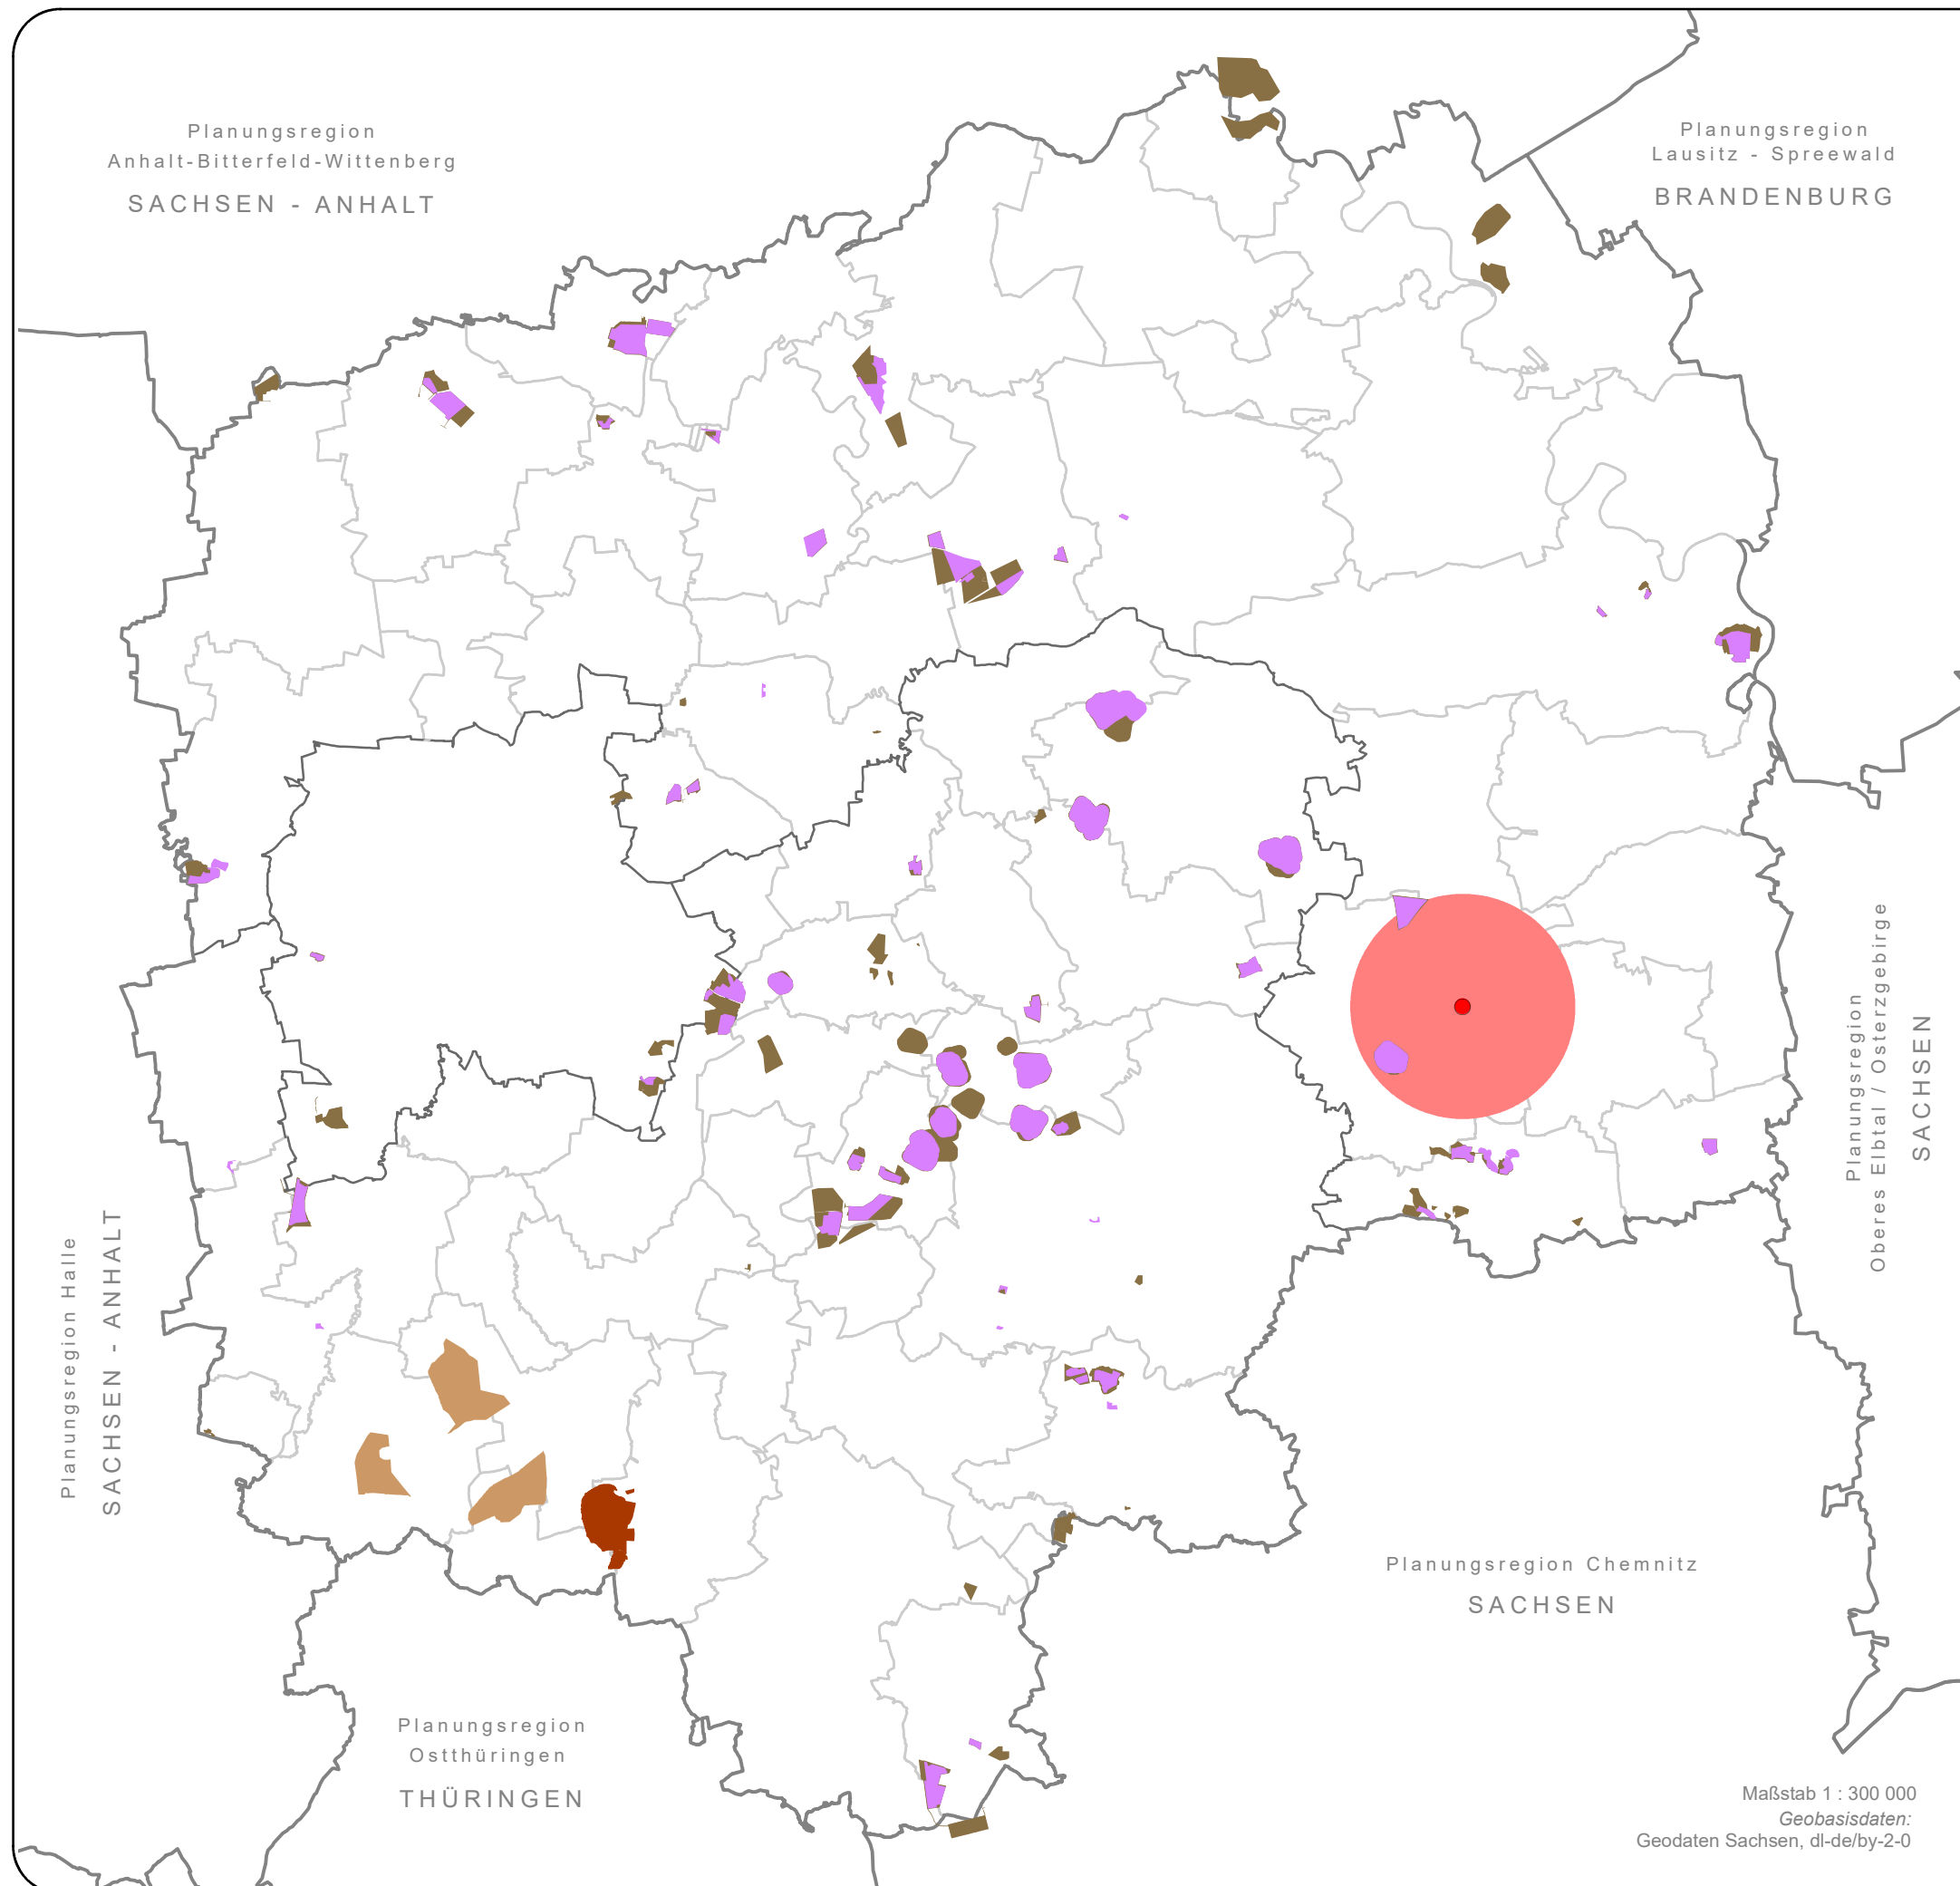 Planungsregion
Anhalt-Bitterfeld-Wittenberg
SACHSEN - ANHALT
Planungsregion
Lausitz - Spreewald
BRANDENBURG
Planungsregion
Oberes Elbtal / Osterzgebirge
SACHSEN
Planungsregion Halle
SACHSEN - ANHALT
Planungsregion Chemnitz
SACHSEN
Planungsregion
Ostthüringen
THÜRINGEN
Maßstab 1 : 300 000
Geobasisdaten:
Geodaten Sachsen, dl-de/by-2-0